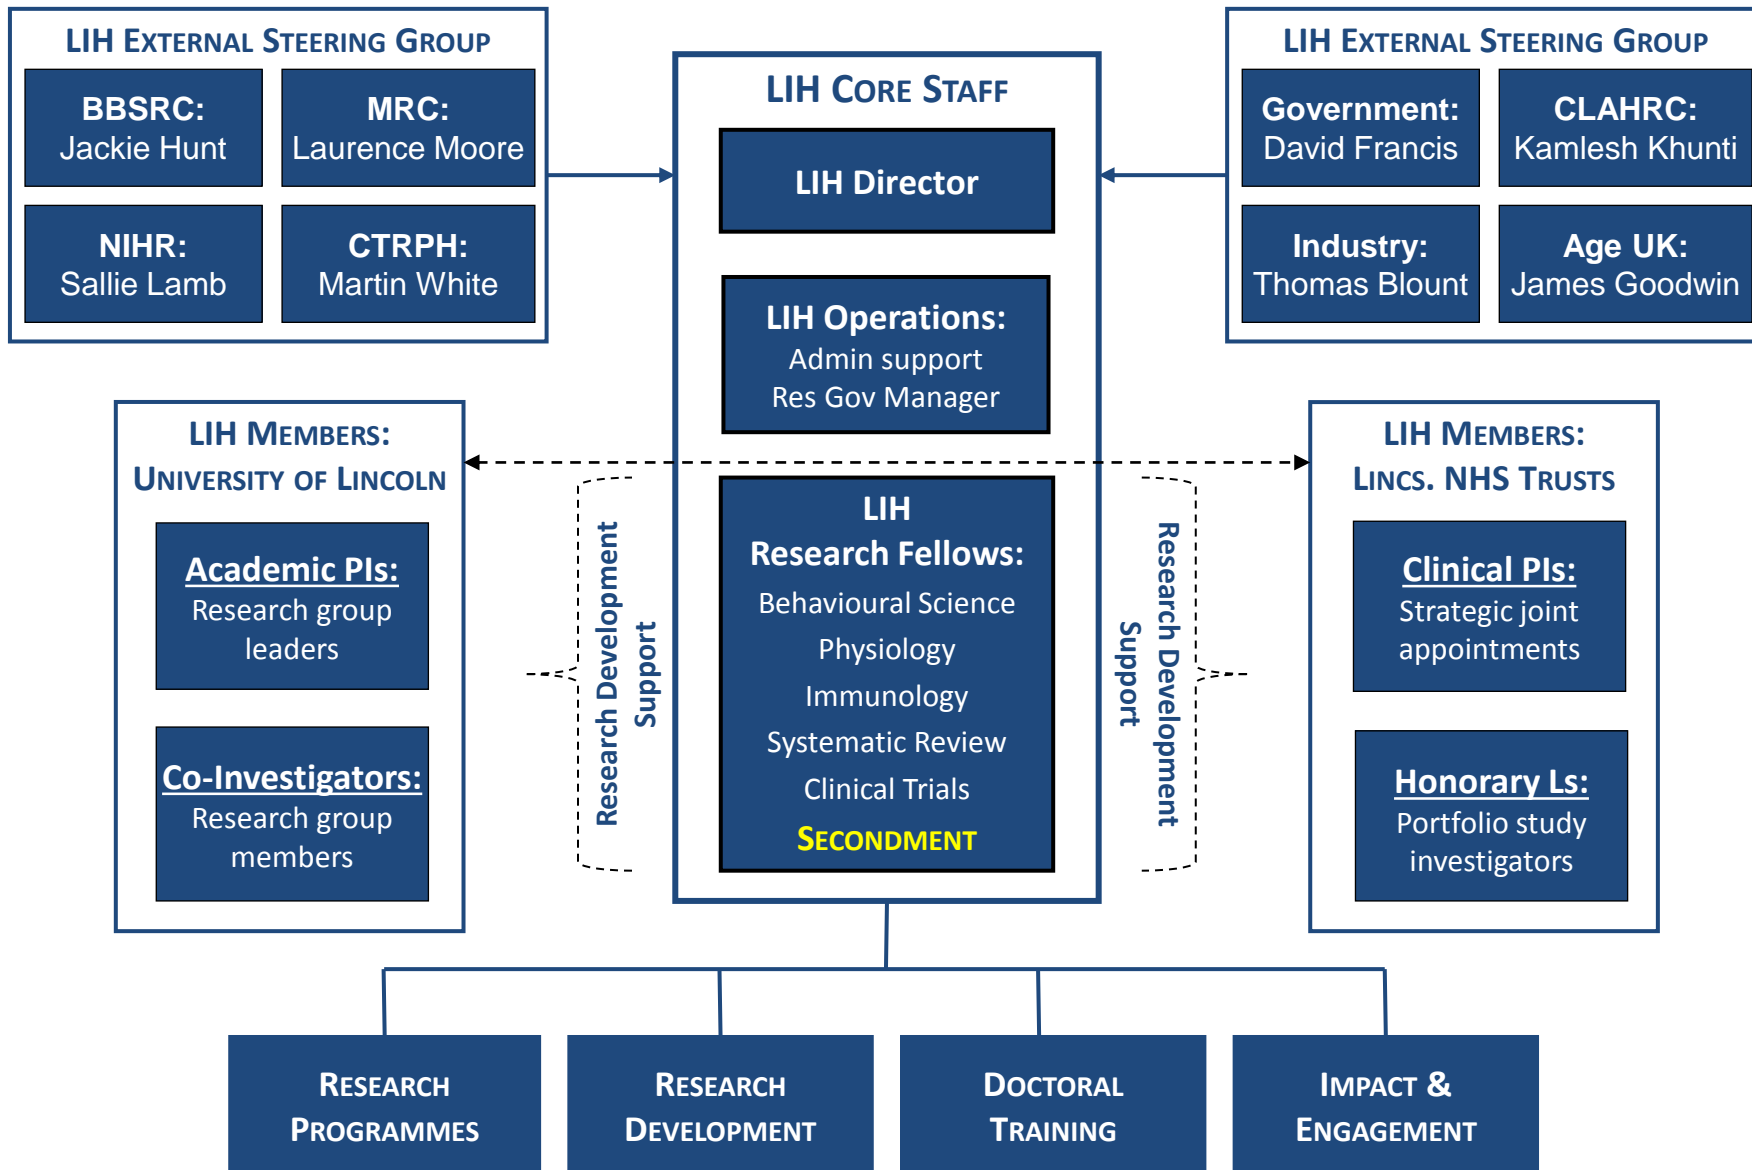 LIH EXTERNAL STEERING GROUP
BBSRC:
Jackie Hunt
MRC:
Laurence Moore
NIHR:
Sallie Lamb
CTRPH:
Martin White
LIH CORE STAFF
LIH Director
LIH Operations:
Admin support
Res Gov Manager
LIH
Research Fellows:
Behavioural Science
Physiology
Immunology
Systematic Review
Clinical Trials
SECONDMENT
LIH EXTERNAL STEERING GROUP
Government:
David Francis
CLAHRC:
Kamlesh Khunti
Industry:
Thomas Blount
Age UK:
James Goodwin
LIH MEMBERS:
UNIVERSITY OF LINCOLN
Academic PIs:
Research group
leaders
Co-Investigators:
Research group
members
Research Development
Support
Research Development
Support
LIH MEMBERS:
LINCS. NHS TRUSTS
Clinical PIs:
Strategic joint
appointments
Honorary Ls:
Portfolio study
investigators
RESEARCH
PROGRAMMES
RESEARCH
DEVELOPMENT
DOCTORAL
TRAINING
IMPACT &
ENGAGEMENT